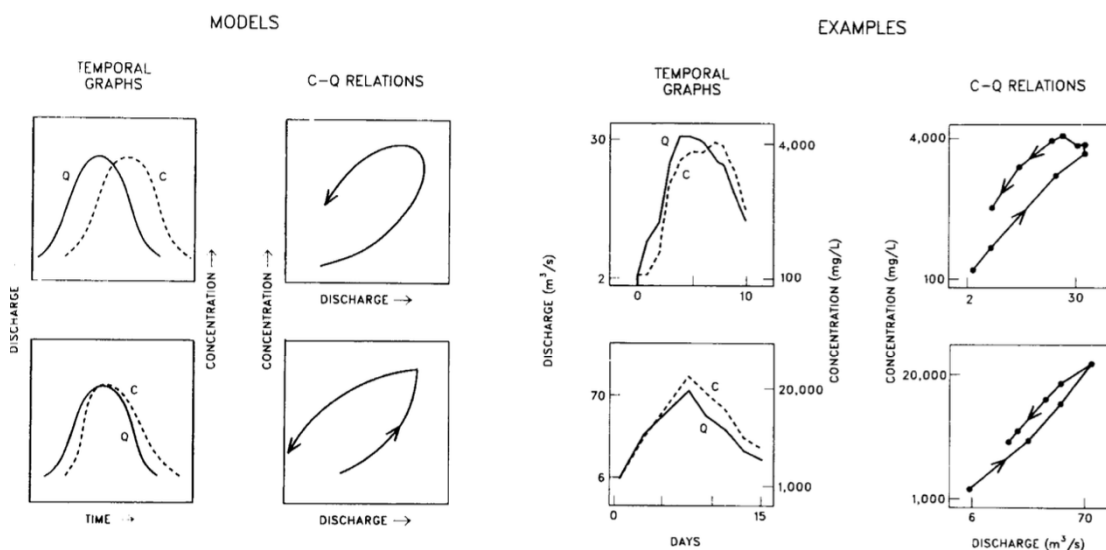 MODELS
EXAMPLES
TEMPORAL
GRAPHS
C-Q RELATIONS
TEMPORAL
GRAPHS
C-Q RELATIONS
Q
C
DISCHARGE
CONCENTRATION →
CONCENTRATION →
DISCHARGE →
30
2
Q
C
4,000
100
0
10
DISCHARGE (m³/s)
CONCENTRATION (mg/L)
CONCENTRATION (mg/L)
4,000
100
2
30
C
Q
TIME →
DISCHARGE →
70
6
C
Q
20,000
1,000
0
15
DAYS
20,000
1,000
6
70
DISCHARGE (m³/s)